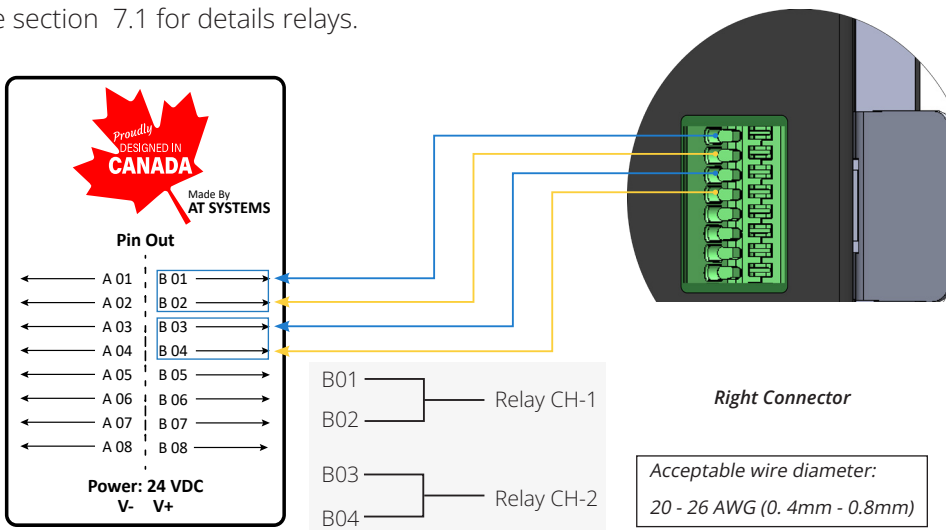 e section 7.1 for details relays.
Proudly
DESIGNED IN
CANADA
Made By
AT SYSTEMS
Pin Out
A 01 B 01
A 02 B 02
A 03 B 03
A 04 B 04
A 05 B 05
A 06 B 06
A 07 B 07
A 08 B 08
Power: 24 VDC
V- V+
B01
B02
Relay CH-1
B03
B04
Relay CH-2
Right Connector
Acceptable wire diameter:
20 - 26 AWG (0. 4mm - 0.8mm)